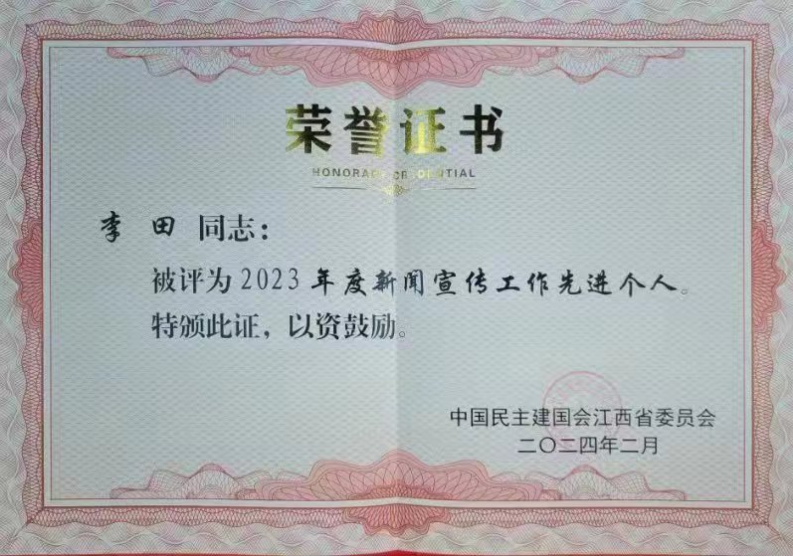 荣誉证书
HONORARY CREDENTIAL
李 田 同志：
被评为2023年度新闻宣传工作先进个人。
特颁此证，以资鼓励。
中国民主建国会江西省委员会
二〇二四年二月